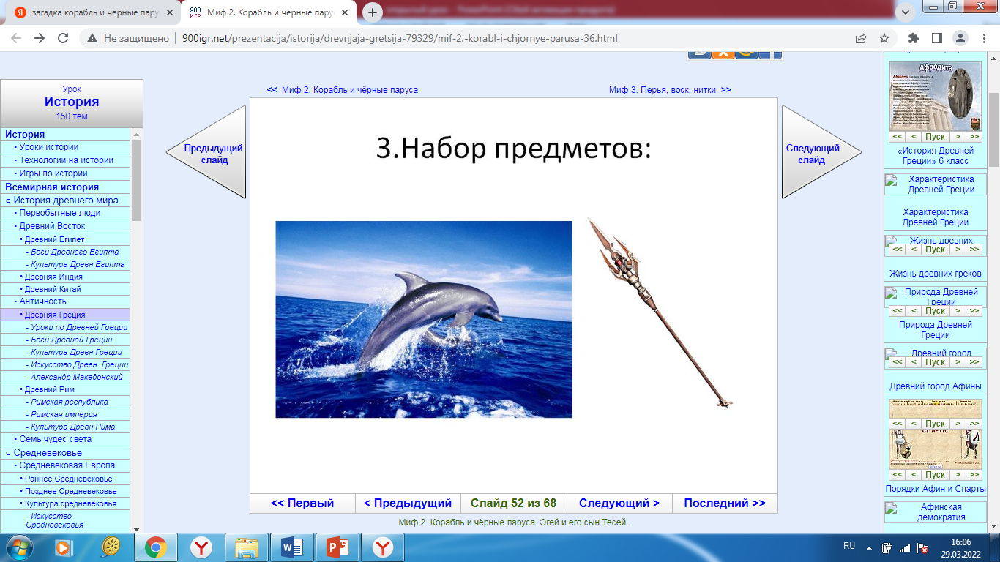 загадка корабль и черные пару
Миф 2. Корабль и чёрные пару
Не защищено
900igr.net/prezentacija/istorija/drevnjaja-gretsija-79329/mif-2.-korabl-i-chjornye-parusa-36.html
Урок
История
150 тем
История
• Уроки истории
• Технологии на истории
• Игры по истории
Всемирная история
○ История древнего мира
• Первобытные люди
• Древний Восток
• Древний Египет
- Боги Древнего Египта
- Культура Древн.Египта
• Древняя Индия
• Древний Китай
• Античность
• Древняя Греция
- Уроки по Древней Греции
- Боги Древней Греции
- Культура Древн.Греции
- Искусство Древн. Греции
- Александр Македонский
• Древний Рим
- Римская республика
- Римская империя
- Культура Древн.Рима
• Семь чудес света
○ Средневековье
• Средневековая Европа
• Раннее Средневековье
• Позднее Средневековье
• Культура средневековья
- Искусство
Средневековья
<< Миф 2. Корабль и чёрные паруса
Миф 3. Перья, воск, нитки >>
Предыдущий
слайд
Следующий
слайд
3.Набор предметов:
<< Первый
< Предыдущий
Слайд 52 из 68
Следующий >
Последний >>
Миф 2. Корабль и чёрные паруса. Эгей и его сын Тесей.
Афродита
<< < Пуск > >>
«История Древней
Греции» 6 класс
Характеристика
Древней Греции
Характеристика
Древней Греции
Жизнь древних
<< < Пуск > >>
Жизнь древних греков
Природа Древней
Греции
<< < Пуск > >>
Природа Древней
Греции
Древний город
<< < Пуск > >>
Древний город Афины
<< < Пуск > >>
СПАРТЫ
<< < Пуск > >>
Порядки Афин и Спарты
Афинская
демократия
RU
16:06
29.03.2022